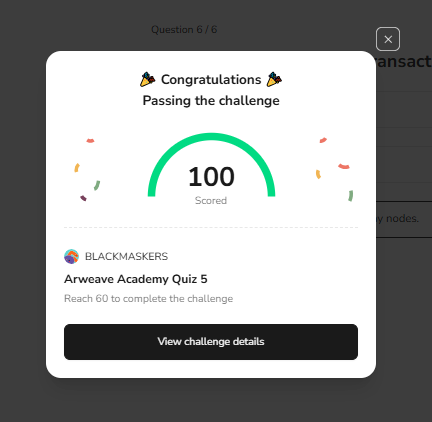 Question 6 / 6
Congratulations
Passing the challenge
100
Scored
BLACKMASKERS
Arweave Academy Quiz 5
Reach 60 to complete the challenge
View challenge details
nodes.